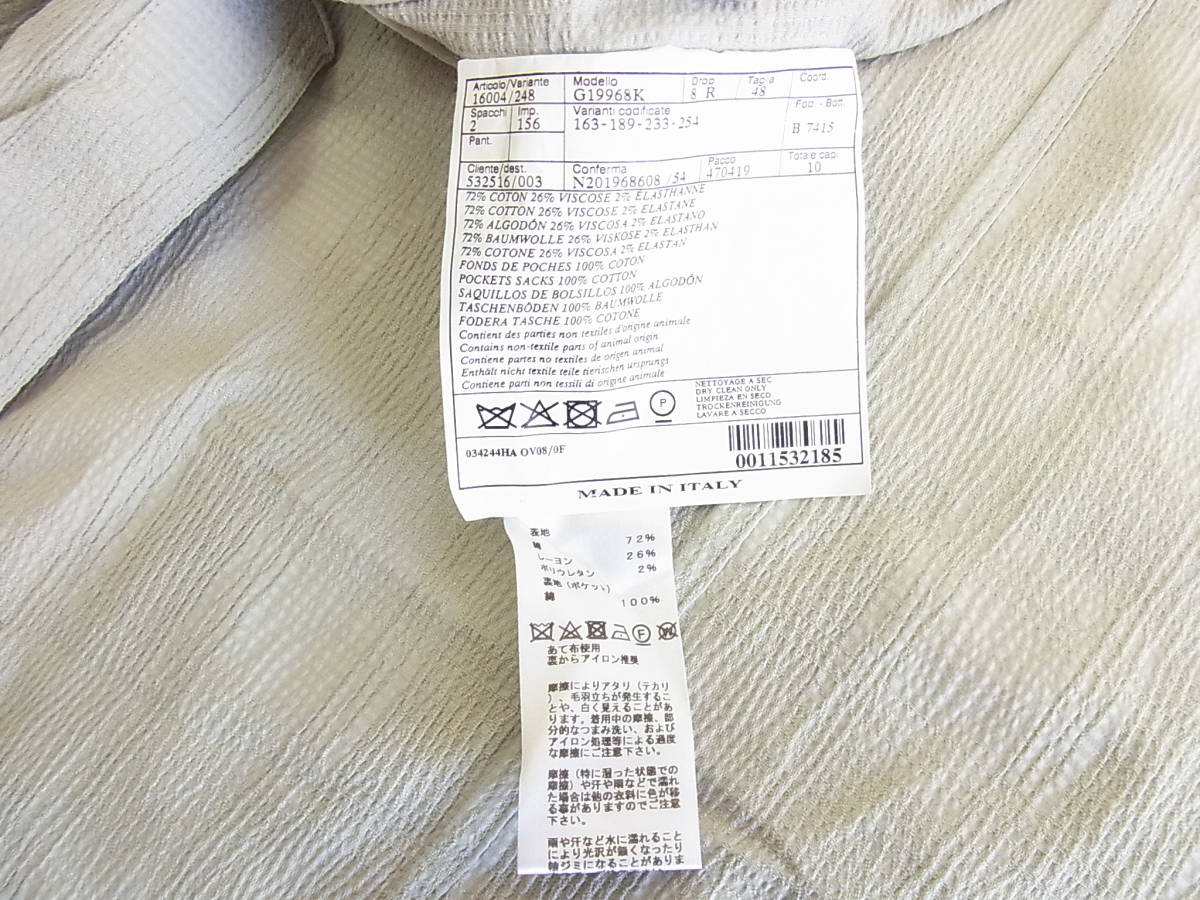 Articolo/Variante Modello Drop Taglia Coord.
16004/248 G19968K 8 R 48
Spacchi Imp. Varianti codificate Fod. - Bott.
2 156 163-189-233-254 B 7415
Pant.
Cliente/dest. Conferma Pacco Totale capi
532516/003 N201968608 /54 470419 10
72% COTON 26% VISCOSE 2% ELASTHANNE
72% COTTON 26% VISCOSE 2% ELASTANE
72% ALGODÓN 26% VISCOSA 2% ELASTANO
72% BAUMWOLLE 26% VISKOSE 2% ELASTHAN
72% COTONE 26% VISCOSA 2% ELASTAN
FONDS DE POCHES 100% COTON
POCKETS SACKS 100% COTTON
SAQUILLOS DE BOLSILLOS 100% ALGODÓN
TASCHENBÖDEN 100% BAUMWOLLE
FODERA TASCHE 100% COTONE
Contient des parties non textiles d'origine animale
Contains non-textile parts of animal origin
Contiene partes no textiles de origen animal
Enthält nicht textile teile tierischen ursprungs
Contiene parti non tessili di origine animale
P
NETTOYAGE A SEC
DRY CLEAN ONLY
LIMPIEZA EN SECO
TROCKENREINIGUNG
LAVARE A SECCO
034244HA OV08/0F
0011532185
MADE IN ITALY
表地
綿 72%
レーヨン 26%
ポリウレタン 2%
裏地(ポケット)
綿 100%
F W
あて布使用
裏からアイロン推奨
摩擦によりアタリ(テカリ
)、毛羽立ちが発生するこ
とや、白く見えることがあ
ります。着用中の摩擦、部
分的なつまみ洗い、および
アイロン処理等による過度
な摩擦にご注意下さい。
摩擦(特に湿った状態での
摩擦)や汗や雨などで濡れ
た場合は他の衣料に色が移
る事がありますのでご注意
下さい。
雨や汗など水に濡れること
により光沢が無くなったり
輪ジミになることがありま